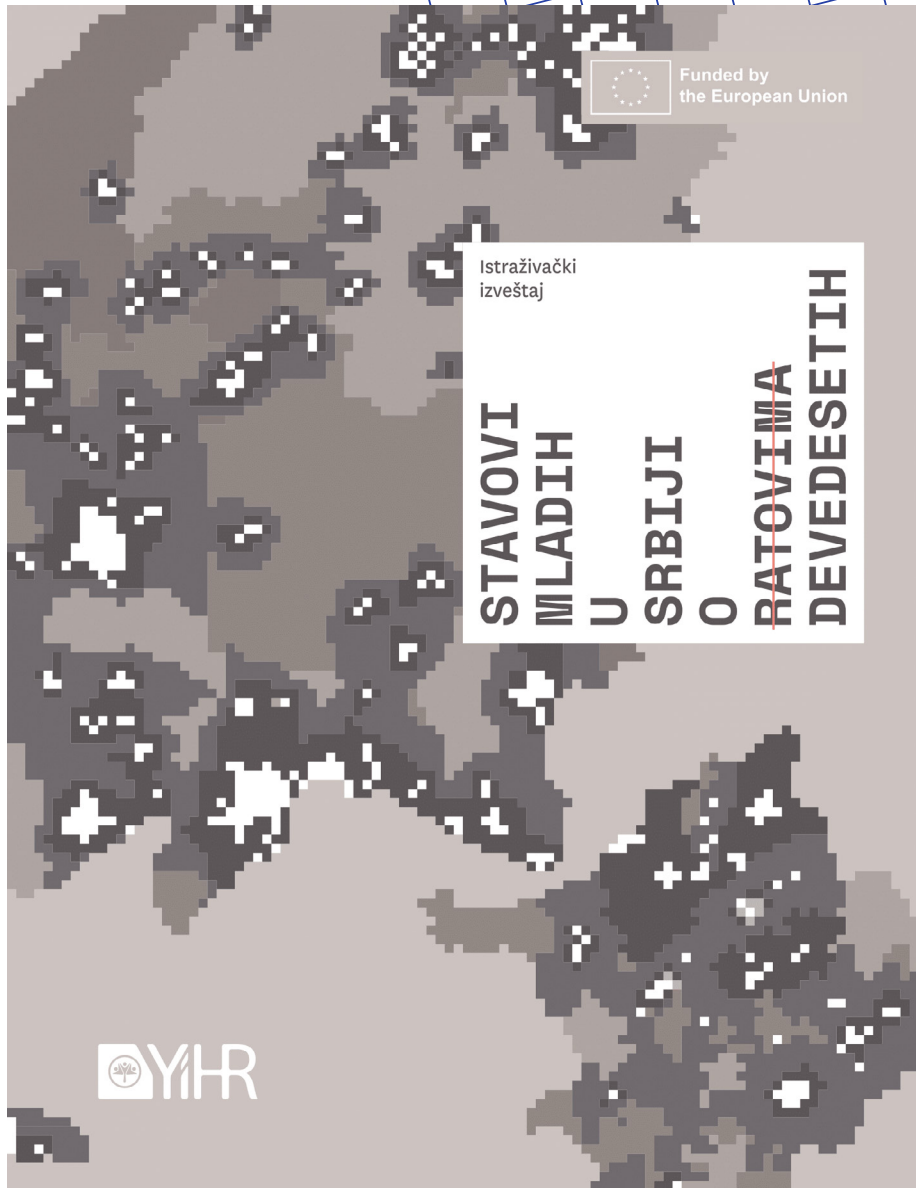 Funded by
the European Union
Istraživački
izveštaj
STAVOVI
MLADIH
U
SRBIJI
O
RATOVIMA
DEVEDESETIH
YIHR